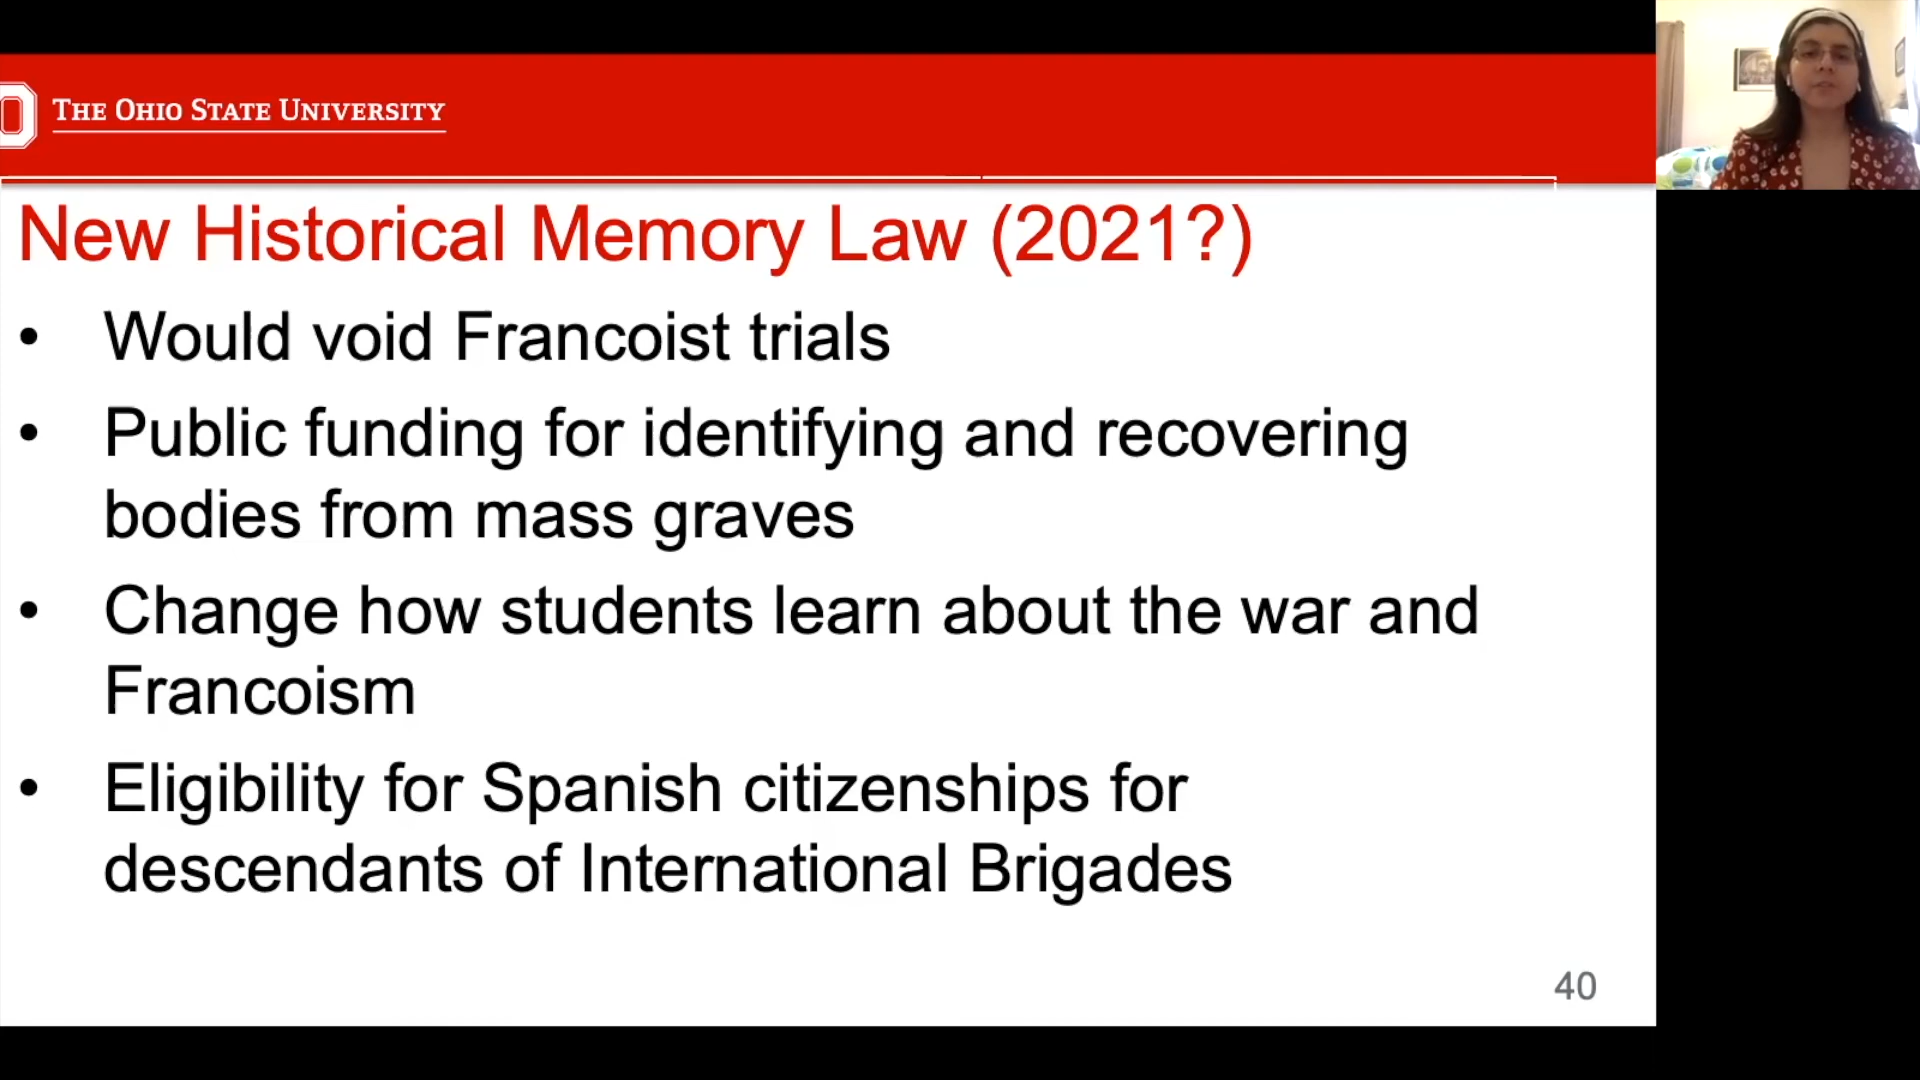 THE OHIO STATE UNIVERSITY
New Historical Memory Law (2021?)
• Would void Francoist trials
• Public funding for identifying and recovering
bodies from mass graves
• Change how students learn about the war and
Francoism
• Eligibility for Spanish citizenships for
descendants of International Brigades
40